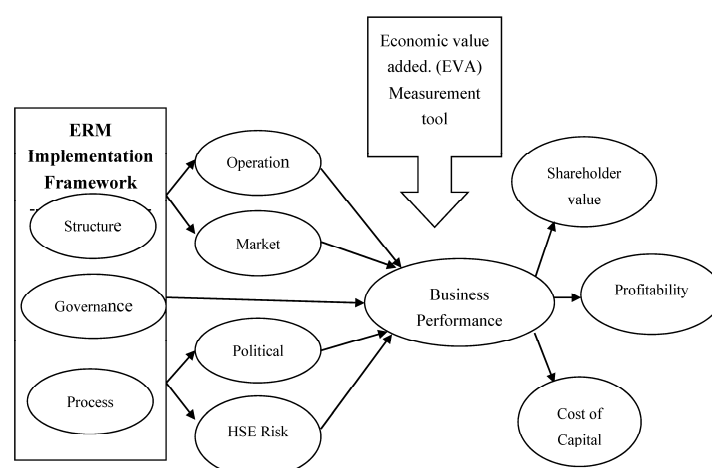 Economic value
added. (EVA)
Measurement
tool
ERM
Implementation
Framework
Structure
Governance
Process
Operation
Market
Political
HSE Risk
Business
Performance
Shareholder
value
Profitability
Cost of
Capital